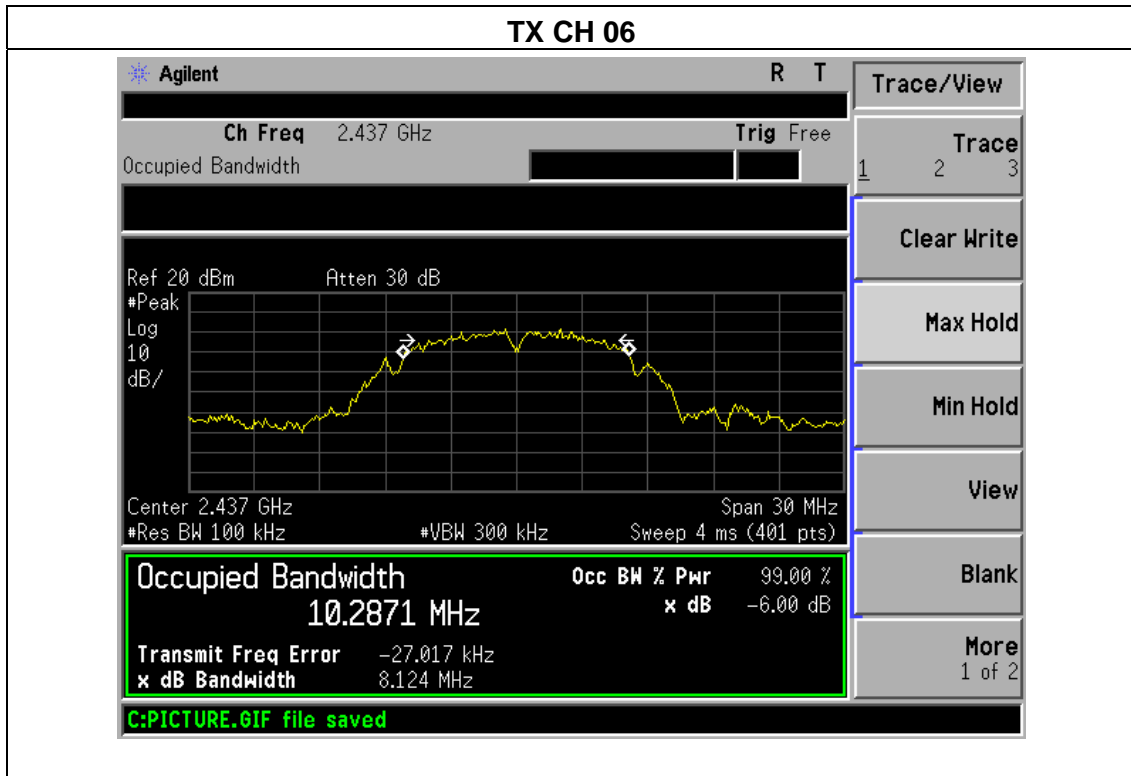 TX CH 06
Agilent R T
Trace/View
Ch Freq 2.437 GHz Trig Free
Occupied Bandwidth
Trace
1 2 3
Clear Write
Ref 20 dBm Atten 30 dB
#Peak
Log
10
dB/
Max Hold
Min Hold
View
Center 2.437 GHz Span 30 MHz
#Res BW 100 kHz #VBW 300 kHz Sweep 4 ms (401 pts)
Occupied Bandwidth Occ BW % Pwr 99.00 %
10.2871 MHz x dB -6.00 dB
Blank
Transmit Freq Error -27.017 kHz
x dB Bandwidth 8.124 MHz
More
1 of 2
C:PICTURE.GIF file saved